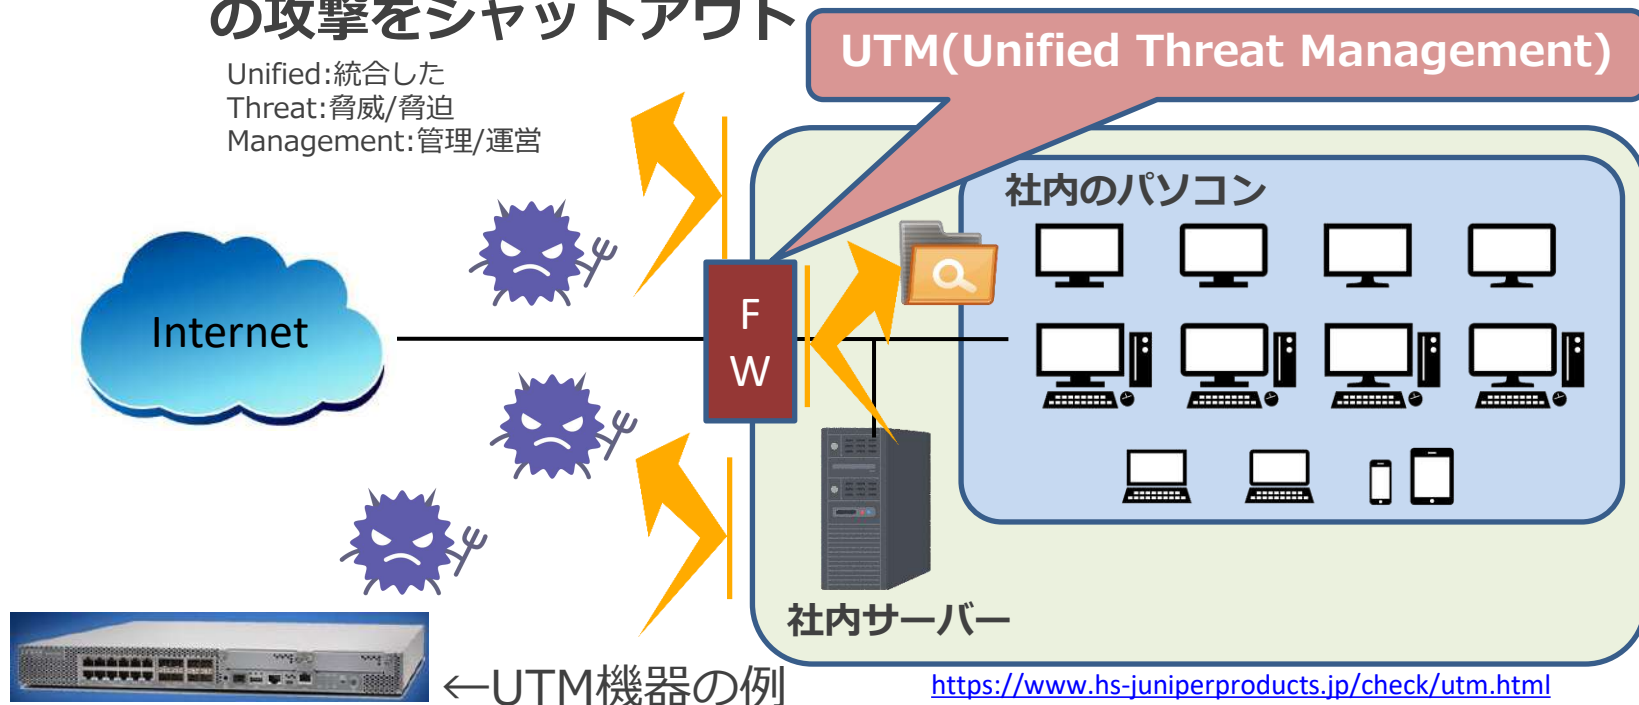 の攻撃をシャットアウト
UTM(Unified Threat Management)
Unified:統合した
Threat:脅威/脅迫
Management:管理/運営
社内のパソコン
Internet
F
W
社内サーバー
←UTM機器の例
https://www.hs-juniperproducts.jp/check/utm.html